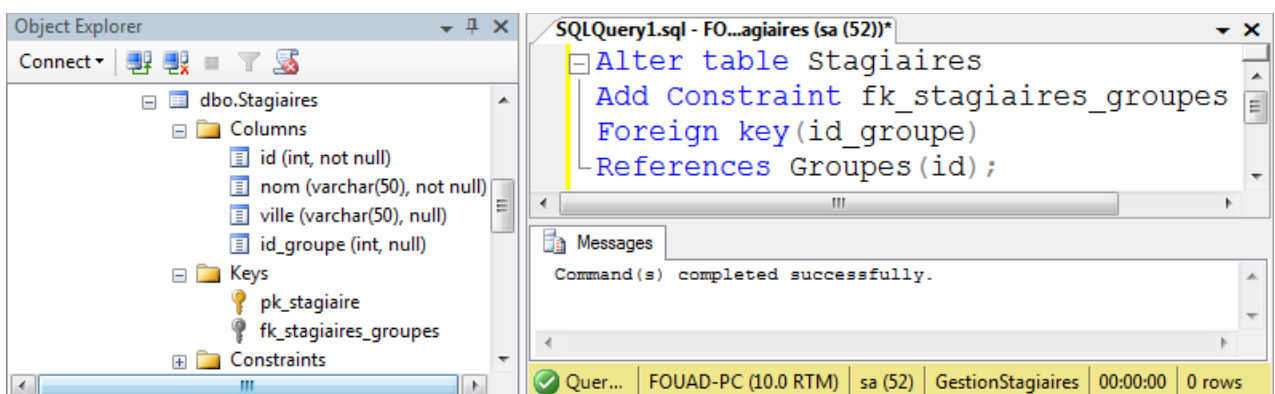 Object Explorer
Connect
dbo.Stagiaires
Columns
id (int, not null)
nom (varchar(50), not null)
ville (varchar(50), null)
id_groupe (int, null)
Keys
pk_stagiaire
fk_stagiaires_groupes
Constraints
SQLQuery1.sql - FO...agiaires (sa (52))*
Alter table Stagiaires
Add Constraint fk_stagiaires_groupes
Foreign key(id_groupe)
References Groupes(id);
Messages
Command(s) completed successfully.
Quer... FOUAD-PC (10.0 RTM) sa (52) GestionStagiaires 00:00:00 0 rows